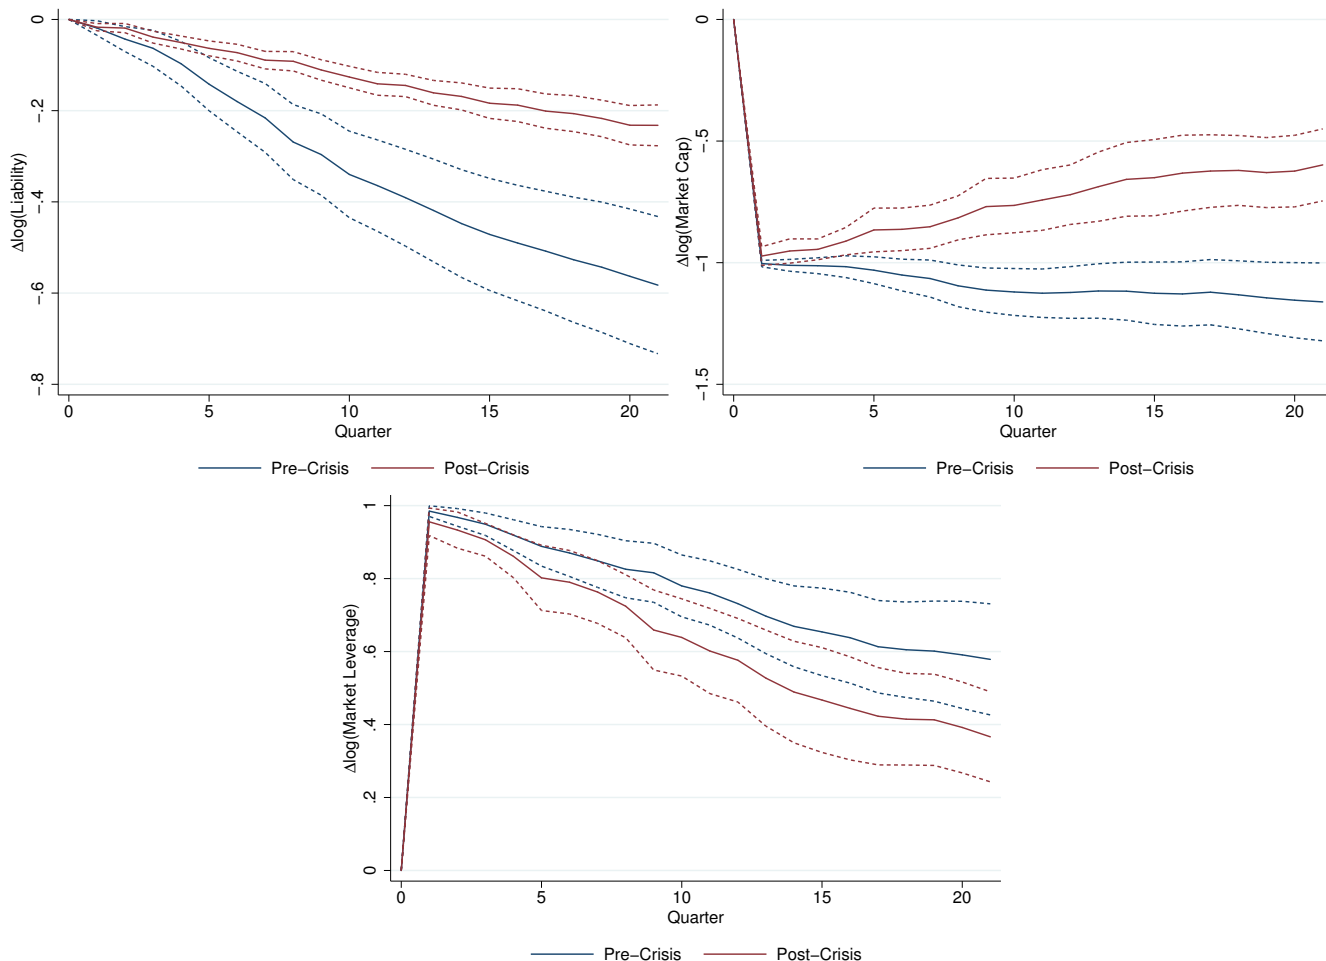 0
−.2
−.4
−.6
−.8
Δlog(Liability)
0 5 10 15 20
Quarter
Pre−Crisis Post−Crisis
0
−.5
−1
−1.5
Δlog(Market Cap)
0 5 10 15 20
Quarter
Pre−Crisis Post−Crisis
1
.8
.6
.4
.2
0
Δlog(Market Leverage)
0 5 10 15 20
Quarter
Pre−Crisis Post−Crisis